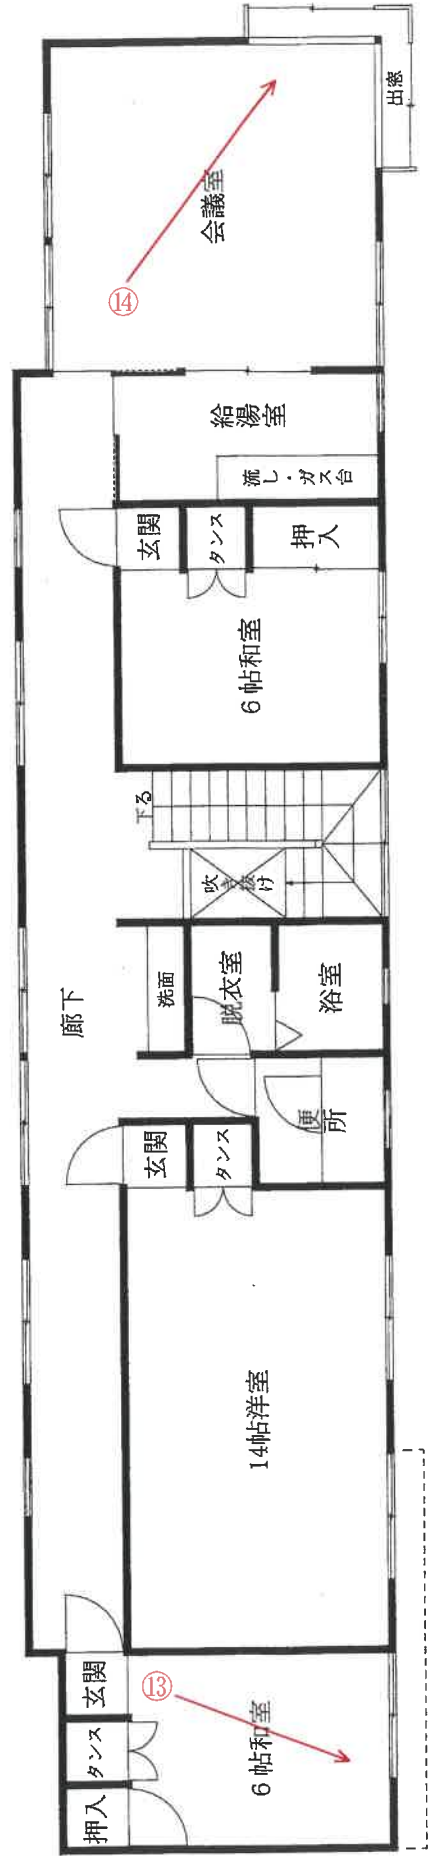 出窓
会議室
⑭
給湯室
流し・ガス台
玄関
タンス
押入
6帖和室
下る
吹き抜け
廊下
洗面
脱衣室
浴室
便所
玄関
タンス
14帖洋室
玄関
タンス
押入
⑬
6帖和室